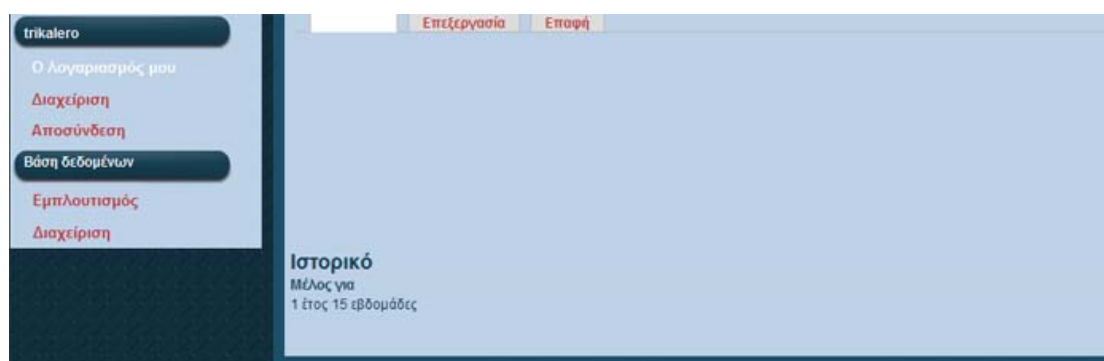 trikalero
Ο λογαριασμός μου
Διαχείριση
Αποσύνδεση
Βάση δεδομένων
Εμπλουτισμός
Διαχείριση
Επεξεργασία Επαφή
Ιστορικό
Μέλος για
1 έτος 15 εβδομάδες